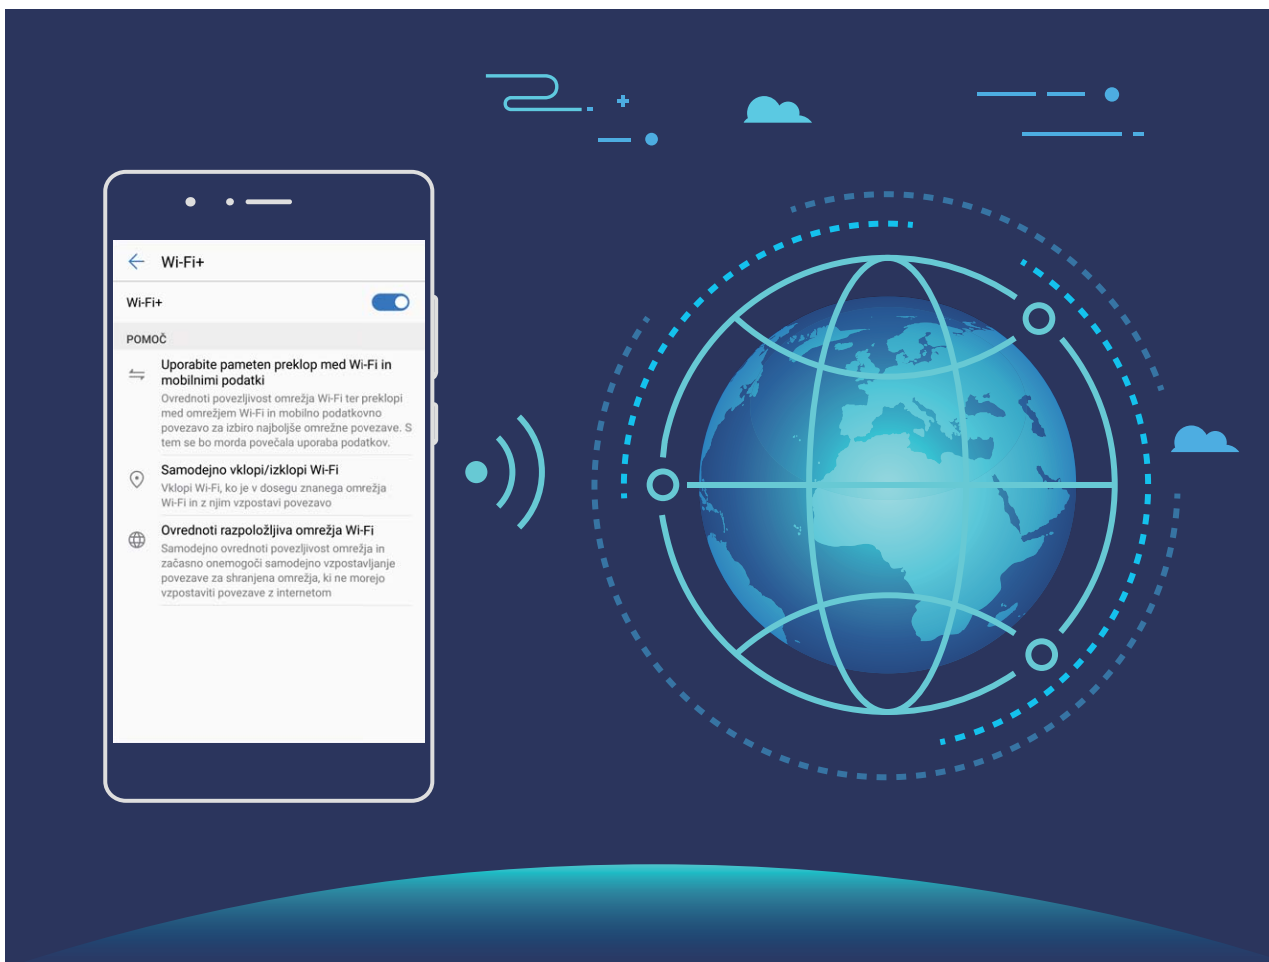 Wi-Fi+
Wi-Fi+
POMOČ
Uporabite pameten preklop med Wi-Fi in
mobilnimi podatki
Ovrednoti povezljivost omrežja Wi-Fi ter preklopi
med omrežjem Wi-Fi in mobilno podatkovno
povezavo za izbiro najboljše omrežne povezave. S
tem se bo morda povečala uporaba podatkov.
Samodejno vklopi/izklopi Wi-Fi
Vklopi Wi-Fi, ko je v dosegu znanega omrežja
Wi-Fi in z njim vzpostavi povezavo
Ovrednoti razpoložljiva omrežja Wi-Fi
Samodejno ovrednoti povezljivost omrežja in
začasno onemogoči samodejno vzpostavljanje
povezave za shranjena omrežja, ki ne morejo
vzpostaviti povezave z internetom